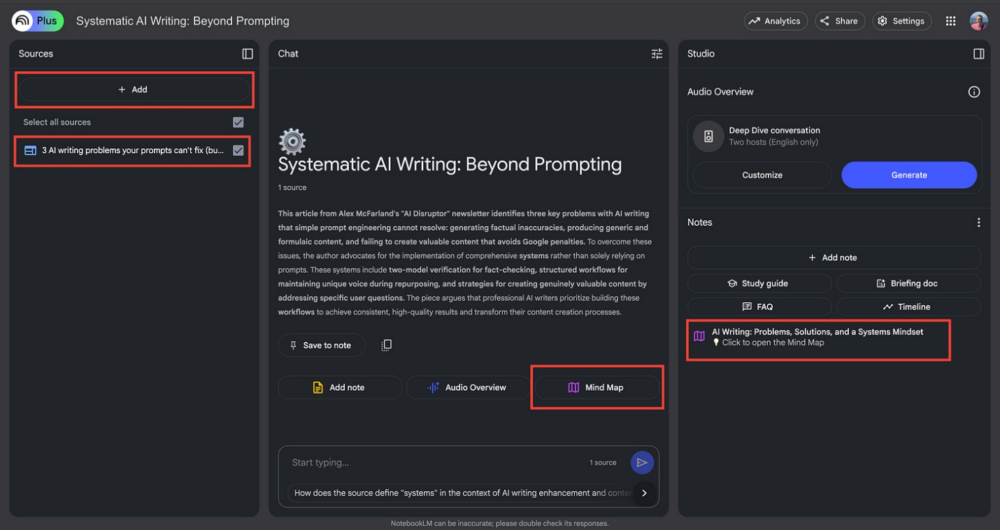 Plus
Systematic AI Writing: Beyond Prompting
Analytics
Share
Settings
Sources
+ Add
Select all sources
3 AI writing problems your prompts can't fix (bu...
Chat
Systematic AI Writing: Beyond Prompting
1 source
This article from Alex McFarland's "AI Disruptor" newsletter identifies three key problems with AI writing
that simple prompt engineering cannot resolve: generating factual inaccuracies, producing generic and
formulaic content, and failing to create valuable content that avoids Google penalties. To overcome these
issues, the author advocates for the implementation of comprehensive systems rather than solely relying on
prompts. These systems include two-model verification for fact-checking, structured workflows for
maintaining unique voice during repurposing, and strategies for creating genuinely valuable content by
addressing specific user questions. The piece argues that professional AI writers prioritize building these
workflows to achieve consistent, high-quality results and transform their content creation processes.
Save to note
Add note
Audio Overview
Mind Map
Start typing...
1 source
How does the source define "systems" in the context of AI writing enhancement and conten
Studio
Audio Overview
Deep Dive conversation
Two hosts (English only)
Customize
Generate
Notes
+ Add note
Study guide
Briefing doc
FAQ
Timeline
AI Writing: Problems, Solutions, and a Systems Mindset
Click to open the Mind Map
NotebookLM can be inaccurate; please double check its responses.